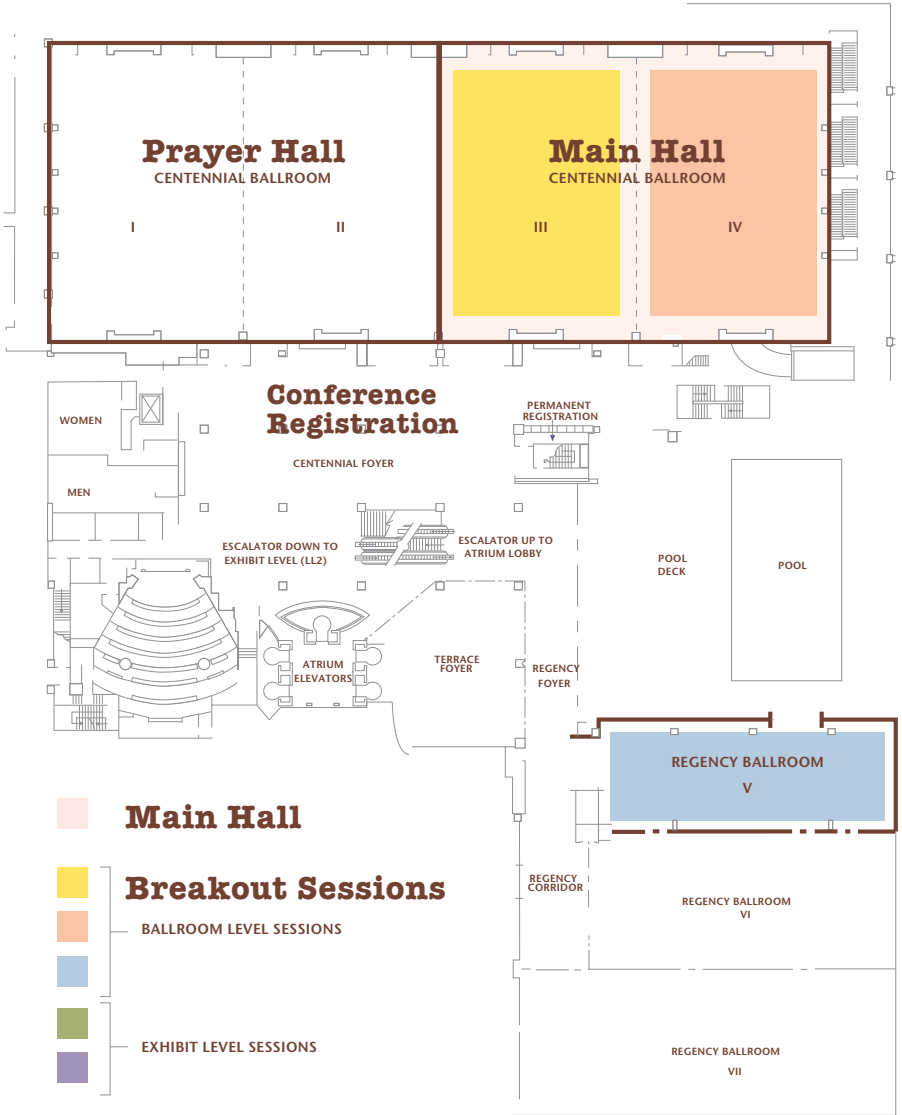 Prayer Hall
CENTENNIAL BALLROOM
I
II
Main Hall
CENTENNIAL BALLROOM
III
IV
Conference
Registration
CENTENNIAL FOYER
PERMANENT
REGISTRATION
WOMEN
MEN
ESCALATOR DOWN TO
EXHIBIT LEVEL (LL2)
ESCALATOR UP TO
ATRIUM LOBBY
POOL
DECK
POOL
ATRIUM
ELEVATORS
TERRACE
FOYER
REGENCY
FOYER
REGENCY BALLROOM
V
Main Hall
Breakout Sessions
BALLROOM LEVEL SESSIONS
EXHIBIT LEVEL SESSIONS
REGENCY
CORRIDOR
REGENCY BALLROOM
VI
REGENCY BALLROOM
VII